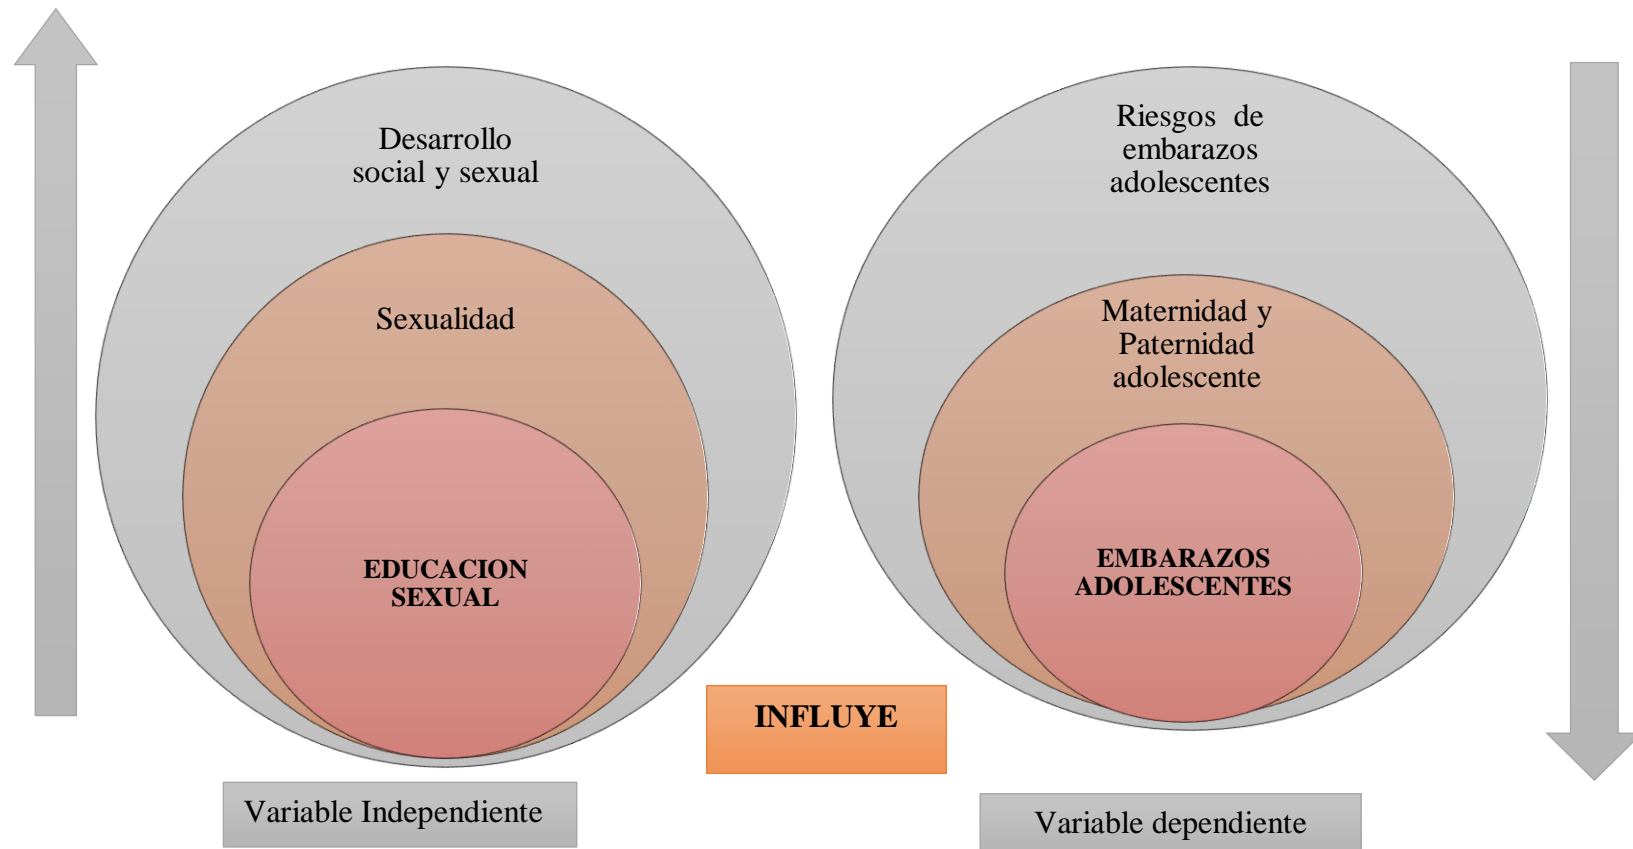 Desarrollo
social y sexual
Sexualidad
EDUCACION
SEXUAL
Variable Independiente
INFLUYE
Riesgos de
embarazos
adolescentes
Maternidad y
Paternidad
adolescente
EMBARAZOS
ADOLESCENTES
Variable dependiente